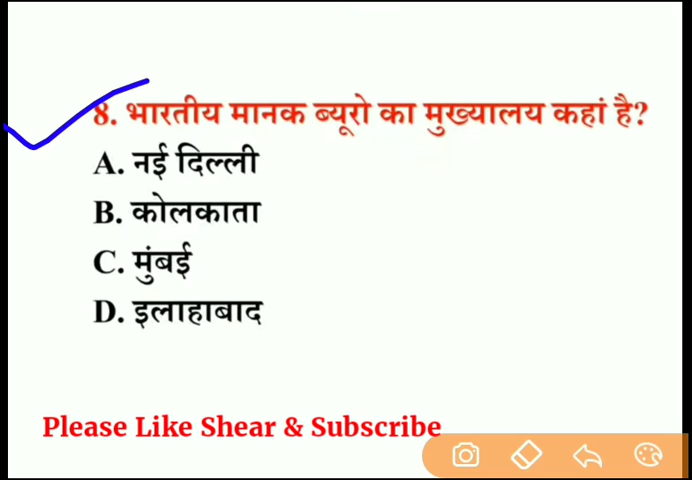 8. भारतीय मानक ब्यूरो का मुख्यालय कहां है?
A. नई दिल्ली
B. कोलकाता
C. मुंबई
D. इलाहाबाद
Please Like Shear & Subscribe